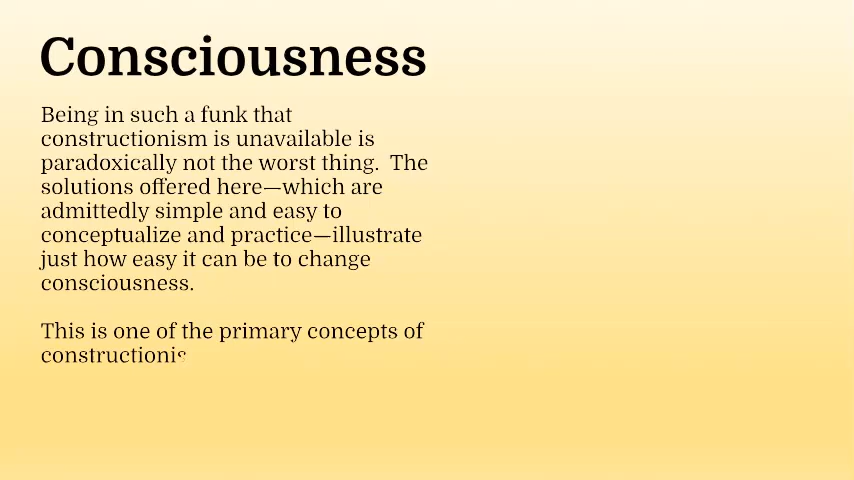 Consciousness
Being in such a funk that
constructionism is unavailable is
paradoxically not the worst thing.  The
solutions offered here—which are
admittedly simple and easy to
conceptualize and practice—illustrate
just how easy it can be to change
consciousness.
This is one of the primary concepts of